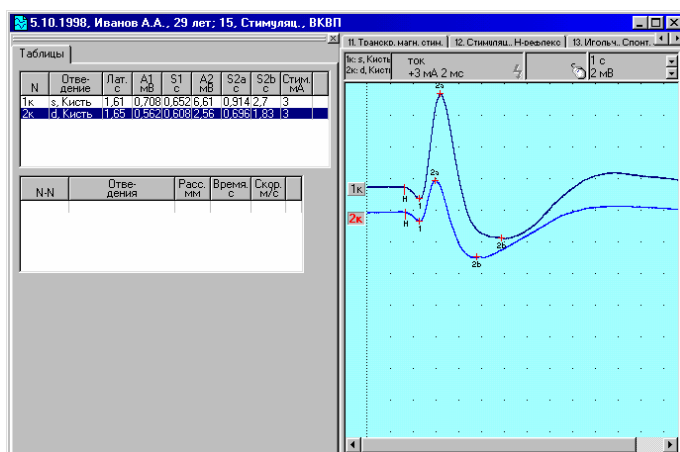 5.10.1998, Иванов А.А., 29 лет; 15, Стимуляц., ВКВП
Таблицы
N Отве-дение Лат. с A1 мВ S1 с A2 мВ S2a с S2b с Стим. мА
1к s, Кисть 1,61 0,708 0,652 6,61 0,914 2,7 3
2к d, Кисть 1,65 0,562 0,608 2,56 0,696 1,83 3
N-N Отве-дения Расс. мм Время. с Скор. м/с
11. Транскр. магн. стим. 12. Стимуляц.. Н-рефлекс 13. Игольч.. Спонт.
1к: s, Кисть
2к: d, Кисть
ток
+3 мА 2 мс
1 с
2 мВ
2a
1к
Н
1
2a
2к
Н
1
2b
2b